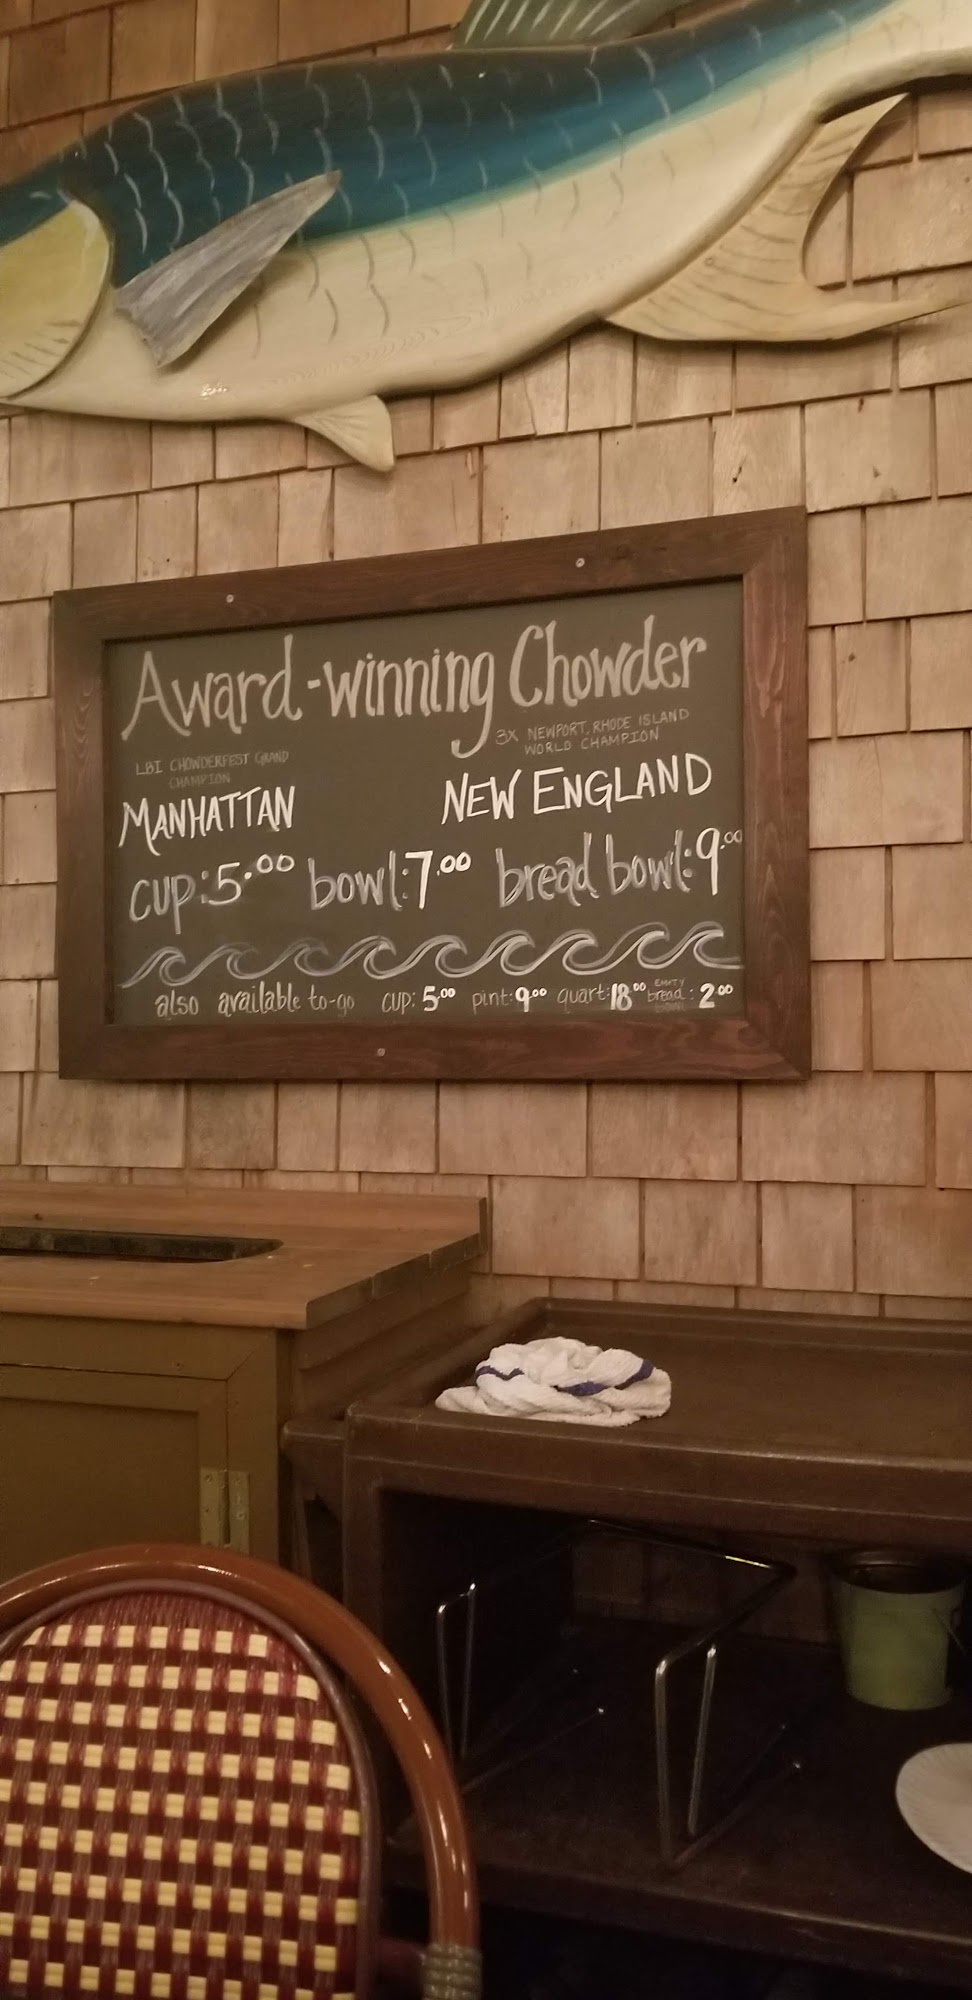 Award-winning Chowder
LBI CHOWDERFEST GRAND
CHAMPION
MANHATTAN
3X NEWPORT, RHODE ISLAND
WORLD CHAMPION
NEW ENGLAND
cup: 5.00 bowl: 7.00 bread bowl: 9.00
also available to-go cup: 5.00 pint: 9.00 quart: 18.00 EMPTY bread BOWL: 2.00